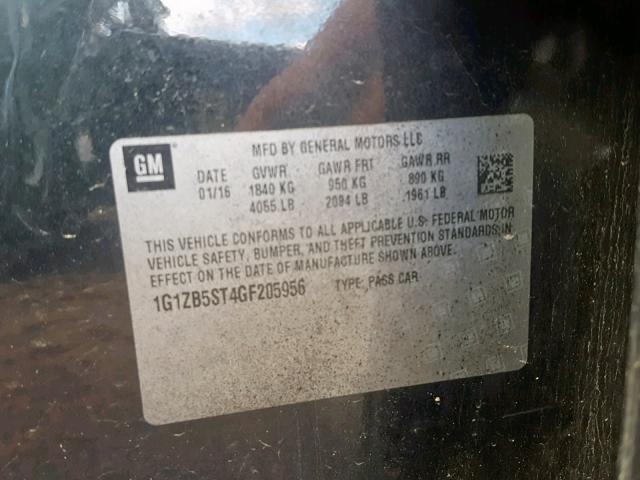 MFD BY GENERAL MOTORS LLC
GM
DATE GVWR GAWR FRT GAWR RR
01/16 1840 KG 950 KG 890 KG
4055 LB 2094 LB 1961 LB
THIS VEHICLE CONFORMS TO ALL APPLICABLE U.S. FEDERAL MOTOR
VEHICLE SAFETY, BUMPER, AND THEFT PREVENTION STANDARDS IN
EFFECT ON THE DATE OF MANUFACTURE SHOWN ABOVE.
1G1ZB5ST4GF205956 TYPE: PASS CAR